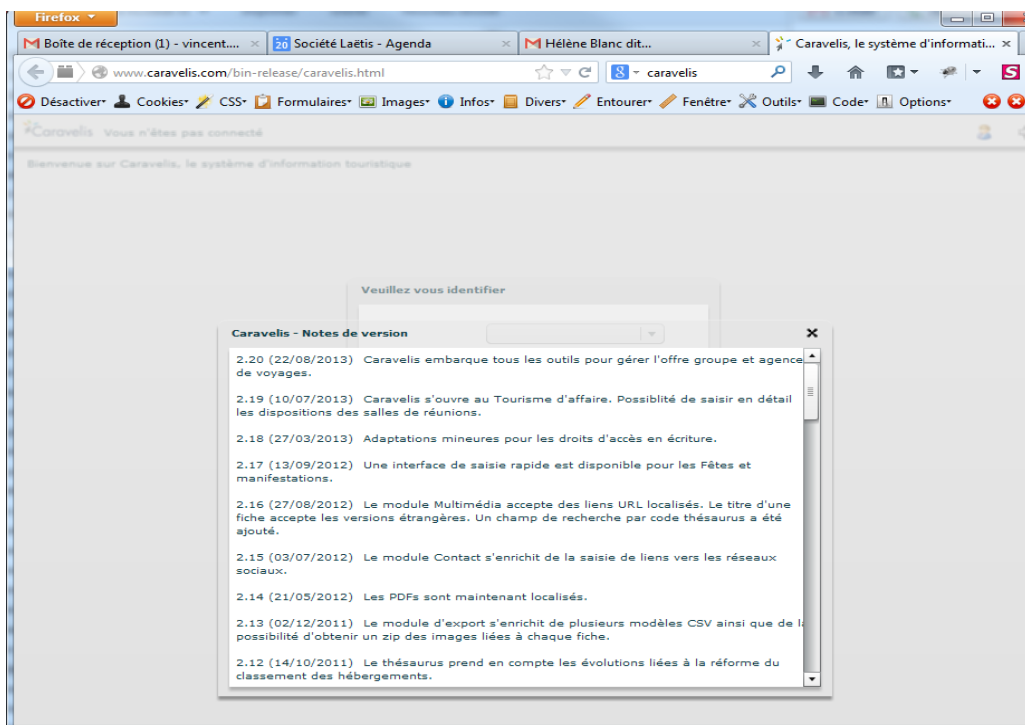 Firefox
Boîte de réception (1) - vincent....
20 Société Laëtis - Agenda
Hélène Blanc dit...
Caravelis, le système d'informati...
www.caravelis.com/bin-release/caravelis.html
8 caravelis
S
Désactiver Cookies CSS Formulaires Images Infos Divers Entourer Fenêtre Outils Code Options
Caravelis Vous n'êtes pas connecté
Bienvenue sur Caravelis, le système d'information touristique
Veuillez vous identifier
Caravelis - Notes de version
2.20 (22/08/2013) Caravelis embarque tous les outils pour gérer l'offre groupe et agence
de voyages.
2.19 (10/07/2013) Caravelis s'ouvre au Tourisme d'affaire. Possiblité de saisir en détail
les dispositions des salles de réunions.
2.18 (27/03/2013) Adaptations mineures pour les droits d'accès en écriture.
2.17 (13/09/2012) Une interface de saisie rapide est disponible pour les Fêtes et
manifestations.
2.16 (27/08/2012) Le module Multimédia accepte des liens URL localisés. Le titre d'une
fiche accepte les versions étrangères. Un champ de recherche par code thésaurus a été
ajouté.
2.15 (03/07/2012) Le module Contact s'enrichit de la saisie de liens vers les réseaux
sociaux.
2.14 (21/05/2012) Les PDFs sont maintenant localisés.
2.13 (02/12/2011) Le module d'export s'enrichit de plusieurs modèles CSV ainsi que de la
possibilité d'obtenir un zip des images liées à chaque fiche.
2.12 (14/10/2011) Le thésaurus prend en compte les évolutions liées à la réforme du
classement des hébergements.